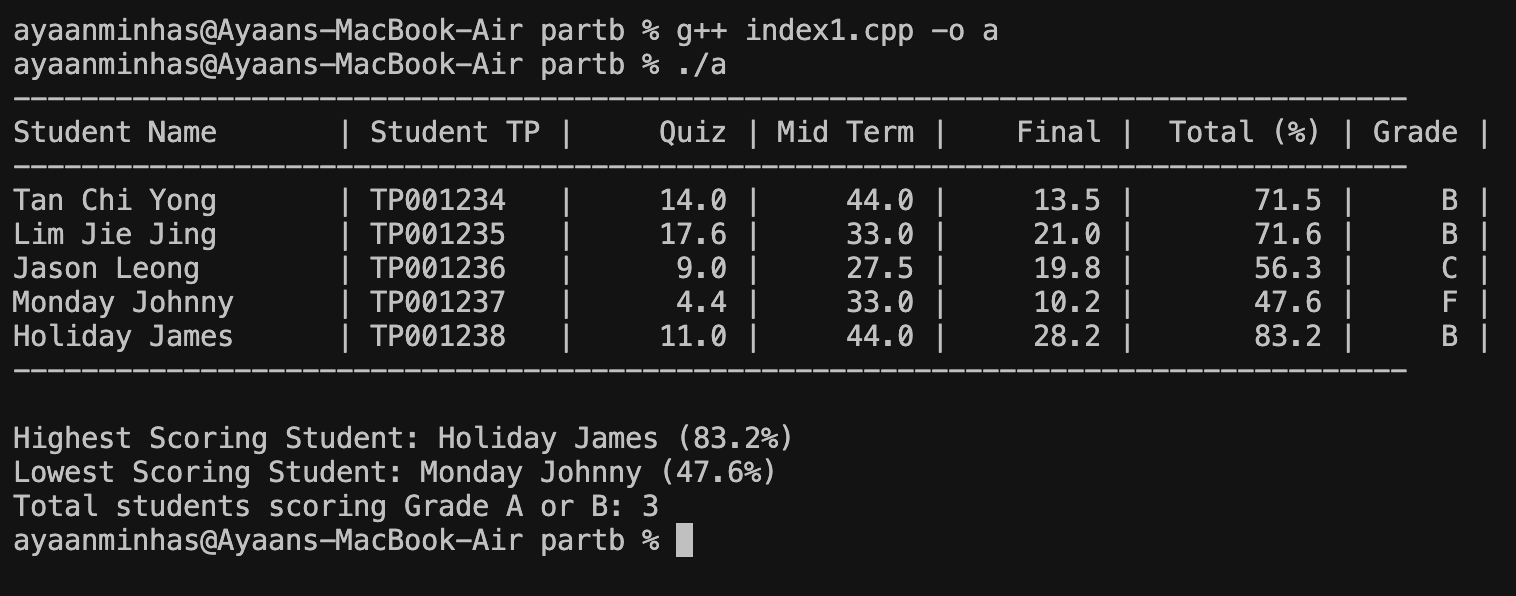 ayaanminhas@Ayaans-MacBook-Air partb % g++ index1.cpp -o a
ayaanminhas@Ayaans-MacBook-Air partb % ./a
----------------------------------------------------------------------------------
Student Name       | Student TP |     Quiz | Mid Term |    Final |  Total (%) | Grade |
----------------------------------------------------------------------------------
Tan Chi Yong       | TP001234   |     14.0 |     44.0 |     13.5 |       71.5 |     B |
Lim Jie Jing       | TP001235   |     17.6 |     33.0 |     21.0 |       71.6 |     B |
Jason Leong        | TP001236   |      9.0 |     27.5 |     19.8 |       56.3 |     C |
Monday Johnny      | TP001237   |      4.4 |     33.0 |     10.2 |       47.6 |     F |
Holiday James      | TP001238   |     11.0 |     44.0 |     28.2 |       83.2 |     B |
----------------------------------------------------------------------------------
Highest Scoring Student: Holiday James (83.2%)
Lowest Scoring Student: Monday Johnny (47.6%)
Total students scoring Grade A or B: 3
ayaanminhas@Ayaans-MacBook-Air partb %